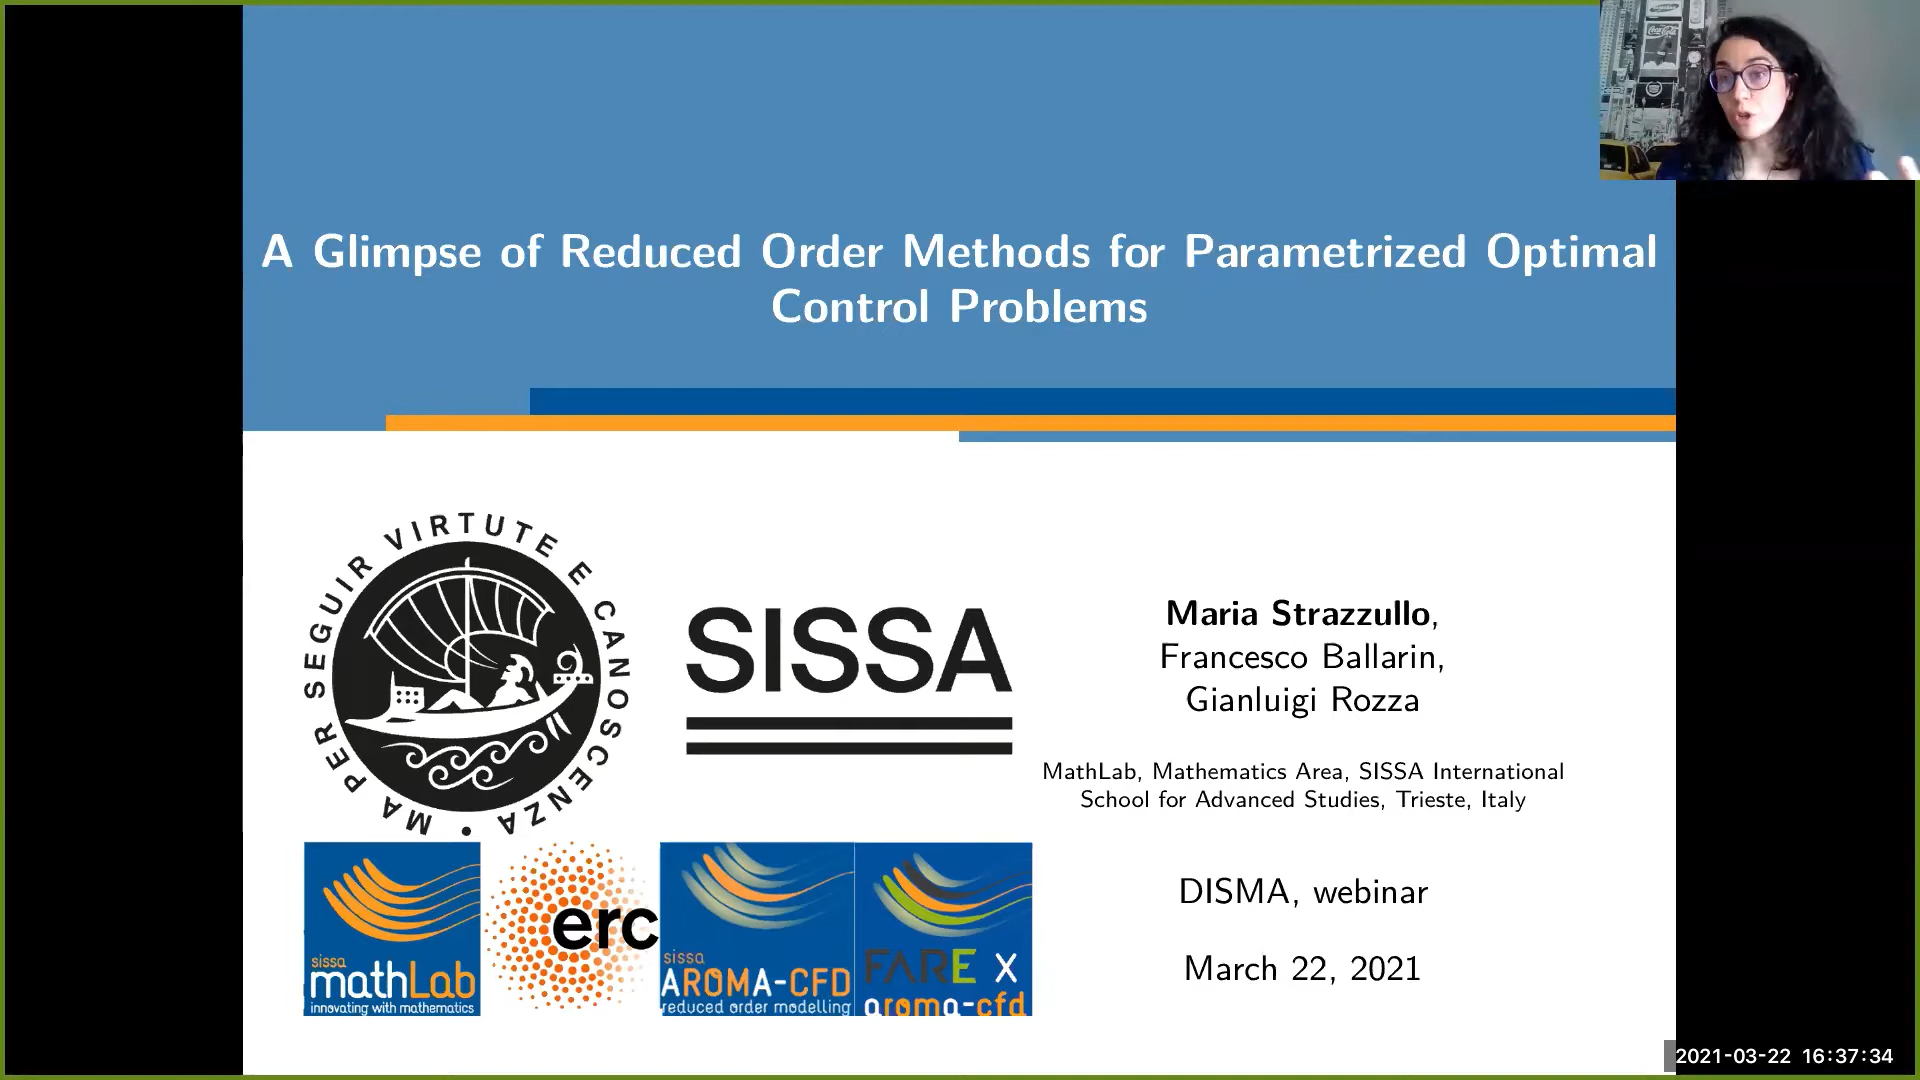 A Glimpse of Reduced Order Methods for Parametrized Optimal
Control Problems
MA PER SEGUIR VIRTUTE E CANOSCENZA •
SISSA
Maria Strazzullo,
Francesco Ballarin,
Gianluigi Rozza
MathLab, Mathematics Area, SISSA International
School for Advanced Studies, Trieste, Italy
sissa
mathLab
innovating with mathematics
erc
sissa
AROMA-CFD
reduced order modelling
FARE X
aroma-cfd
DISMA, webinar
March 22, 2021
Coca-Cola
2021-03-22 16:37:34